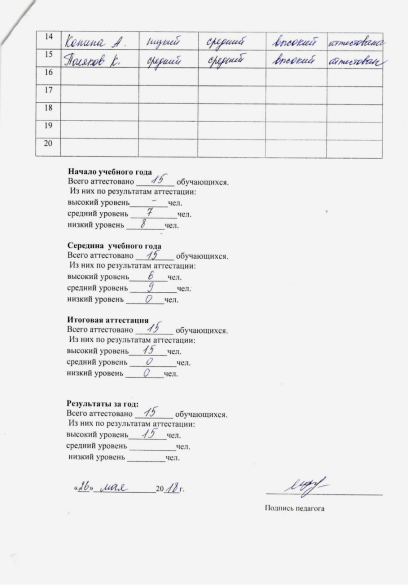 14 Конина А. низкий средний высокий аттестована
15 Поляков К. средний средний высокий аттестован
16
17
18
19
20
Начало учебного года
Всего аттестовано 15 обучающихся.
Из них по результатам аттестации:
высокий уровень - чел.
средний уровень 7
низкий уровень 8 чел.
Середина учебного года
Всего аттестовано 15 обучающихся.
Из них по результатам аттестации:
высокий уровень 6 чел.
средний уровень 9 чел.
низкий уровень 0 чел.
Итоговая аттестация
Всего аттестовано 15 обучающихся.
Из них по результатам аттестации:
высокий уровень 15 чел.
средний уровень 0 чел.
низкий уровень 0 чел.
Результаты за год:
Всего аттестовано 15 обучающихся.
Из них по результатам аттестации:
высокий уровень 15 чел.
средний уровень чел.
низкий уровень чел.
«26» мая 2018 г.
Подпись педагога